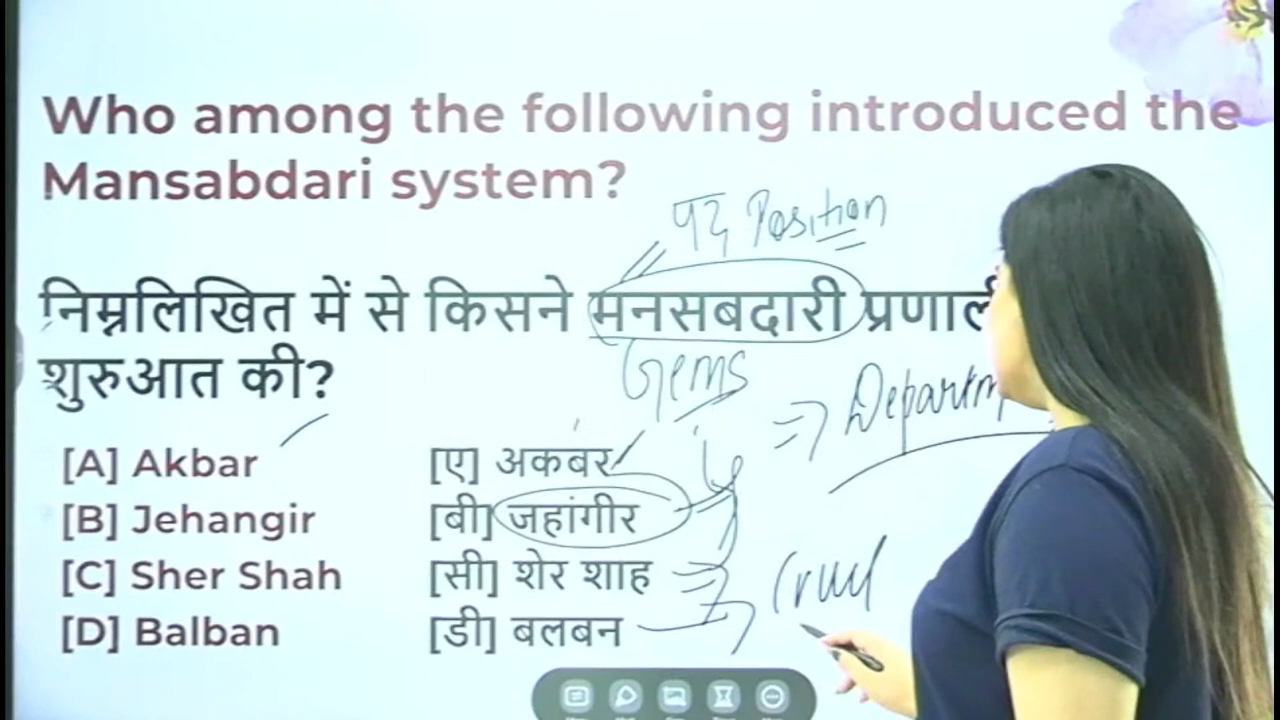 Who among the following introduced the
Mansabdari system?
पद Position
निम्नलिखित में से किसने मनसबदारी
शुरुआत की?
Gems
[A] Akbar [ए] अकबर
[B] Jehangir [बी] जहांगीर
[C] Sher Shah [सी] शेर शाह
[D] Balban [डी] बलबन